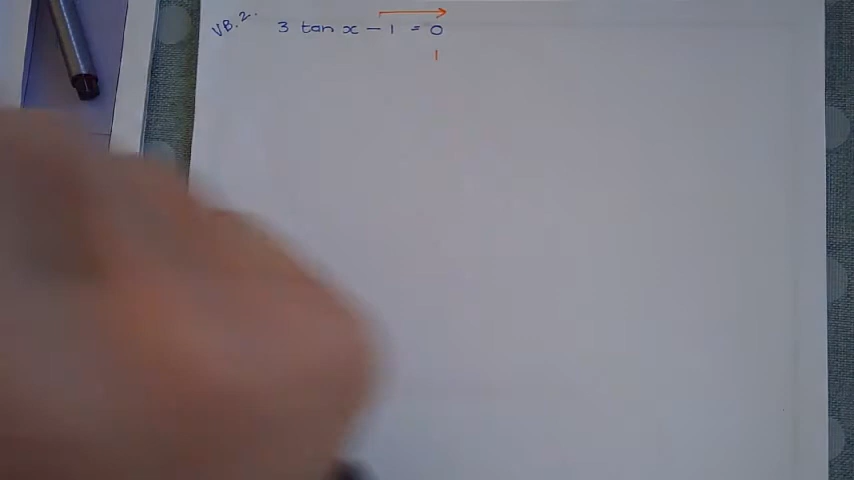 VB.2. 3 tan x - 1 = 0
1